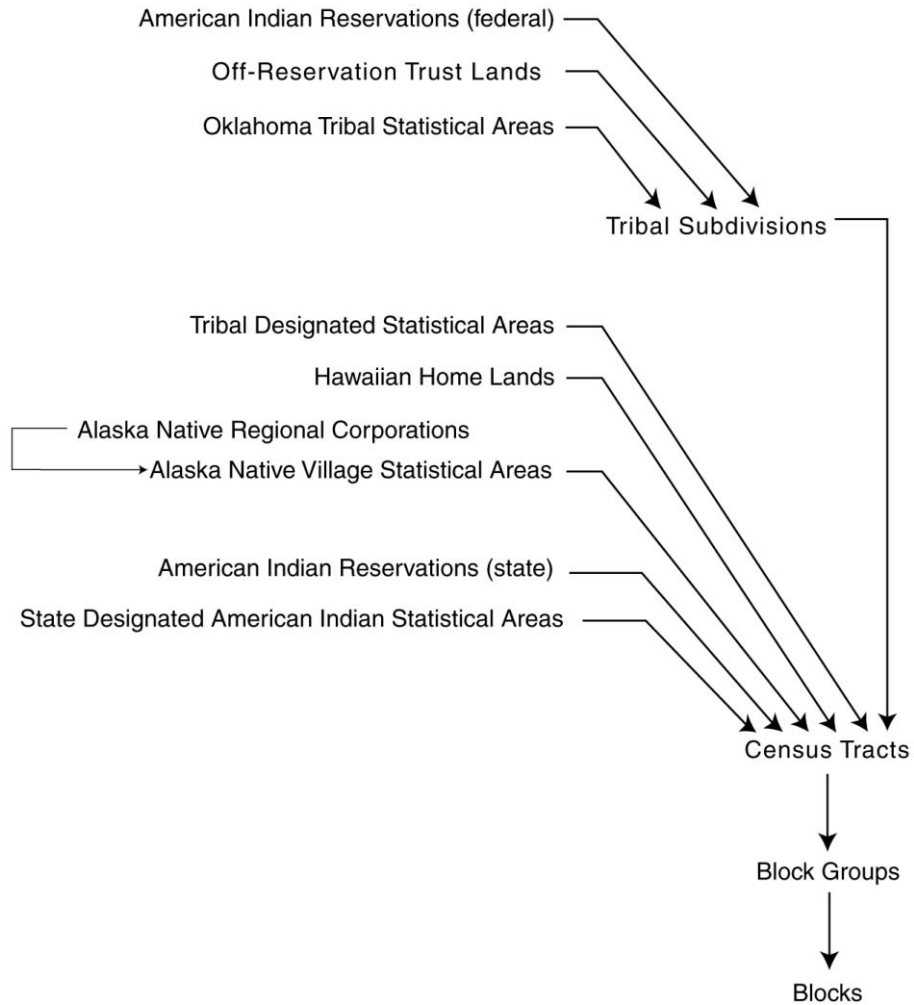 American Indian Reservations (federal)
Off-Reservation Trust Lands
Oklahoma Tribal Statistical Areas
Tribal Subdivisions
Tribal Designated Statistical Areas
Hawaiian Home Lands
Alaska Native Regional Corporations
Alaska Native Village Statistical Areas
American Indian Reservations (state)
State Designated American Indian Statistical Areas
Census Tracts
Block Groups
Blocks